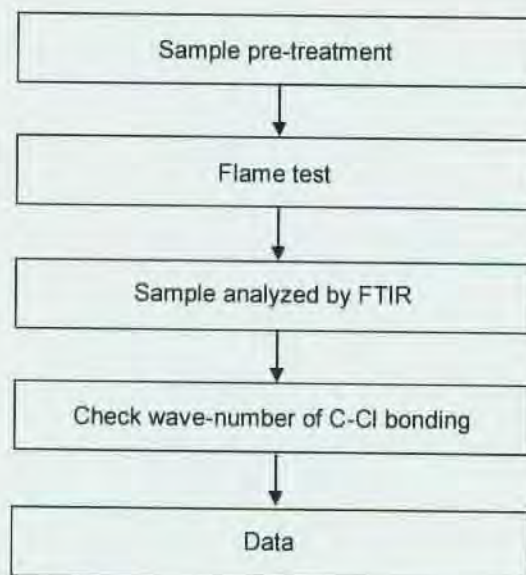 Sample pre-treatment
Flame test
Sample analyzed by FTIR
Check wave-number of C-Cl bonding
Data